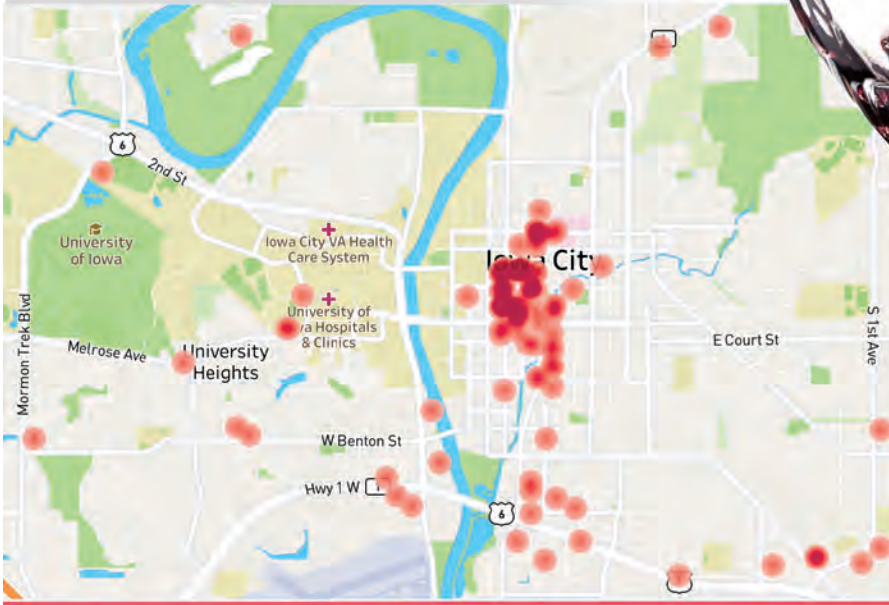 6
2nd St
University
of Iowa
Iowa City VA Health
Care System
Iowa City
University of
Iowa Hospitals
& Clinics
Mormon Trek Blvd
Melrose Ave
University
Heights
E Court St
S 1st Ave
W Benton St
Hwy 1 W
6